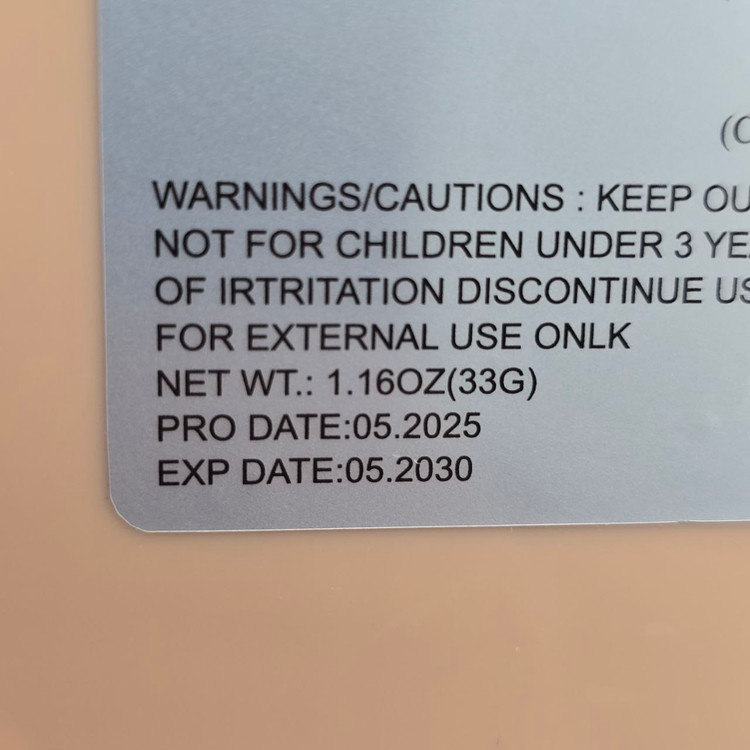 (C
WARNINGS/CAUTIONS : KEEP OU
NOT FOR CHILDREN UNDER 3 YEA
OF IRTRITATION DISCONTINUE US
FOR EXTERNAL USE ONLK
NET WT.: 1.16OZ(33G)
PRO DATE:05.2025
EXP DATE:05.2030